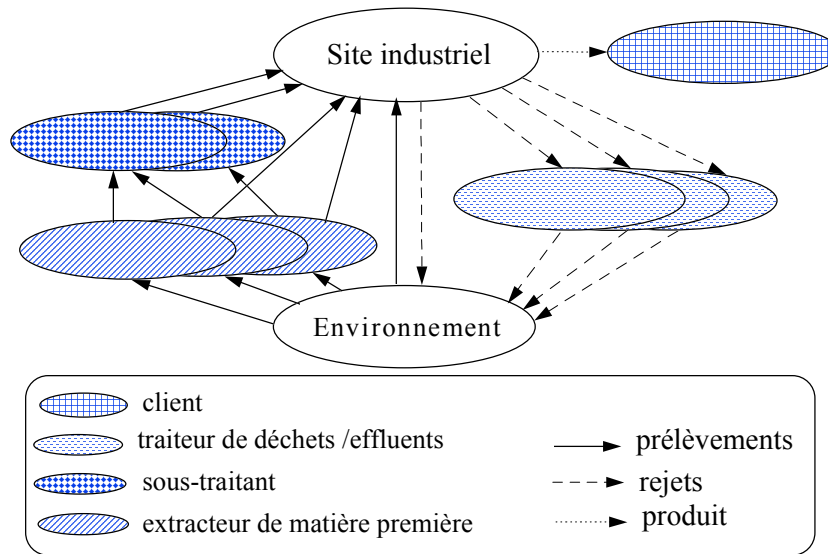 Site industriel
Environnement
client
traiteur de déchets /effluents
sous-traitant
extracteur de matière première
prélèvements
rejets
produit